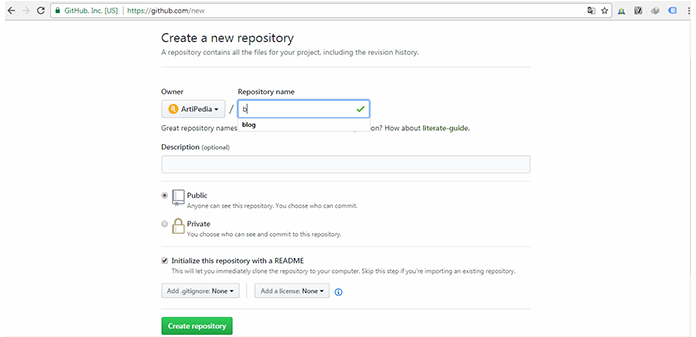 GitHub, Inc. [US] https://github.com/new
Create a new repository
A repository contains all the files for your project, including the revision history.
Owner Repository name
ArtiPedia / b
blog
Great repository names on? How about literate-guide.
Description (optional)
Public
Anyone can see this repository. You choose who can commit.
Private
You choose who can see and commit to this repository.
Initialize this repository with a README
This will let you immediately clone the repository to your computer. Skip this step if you're importing an existing repository.
Add .gitignore: None Add a license: None
Create repository